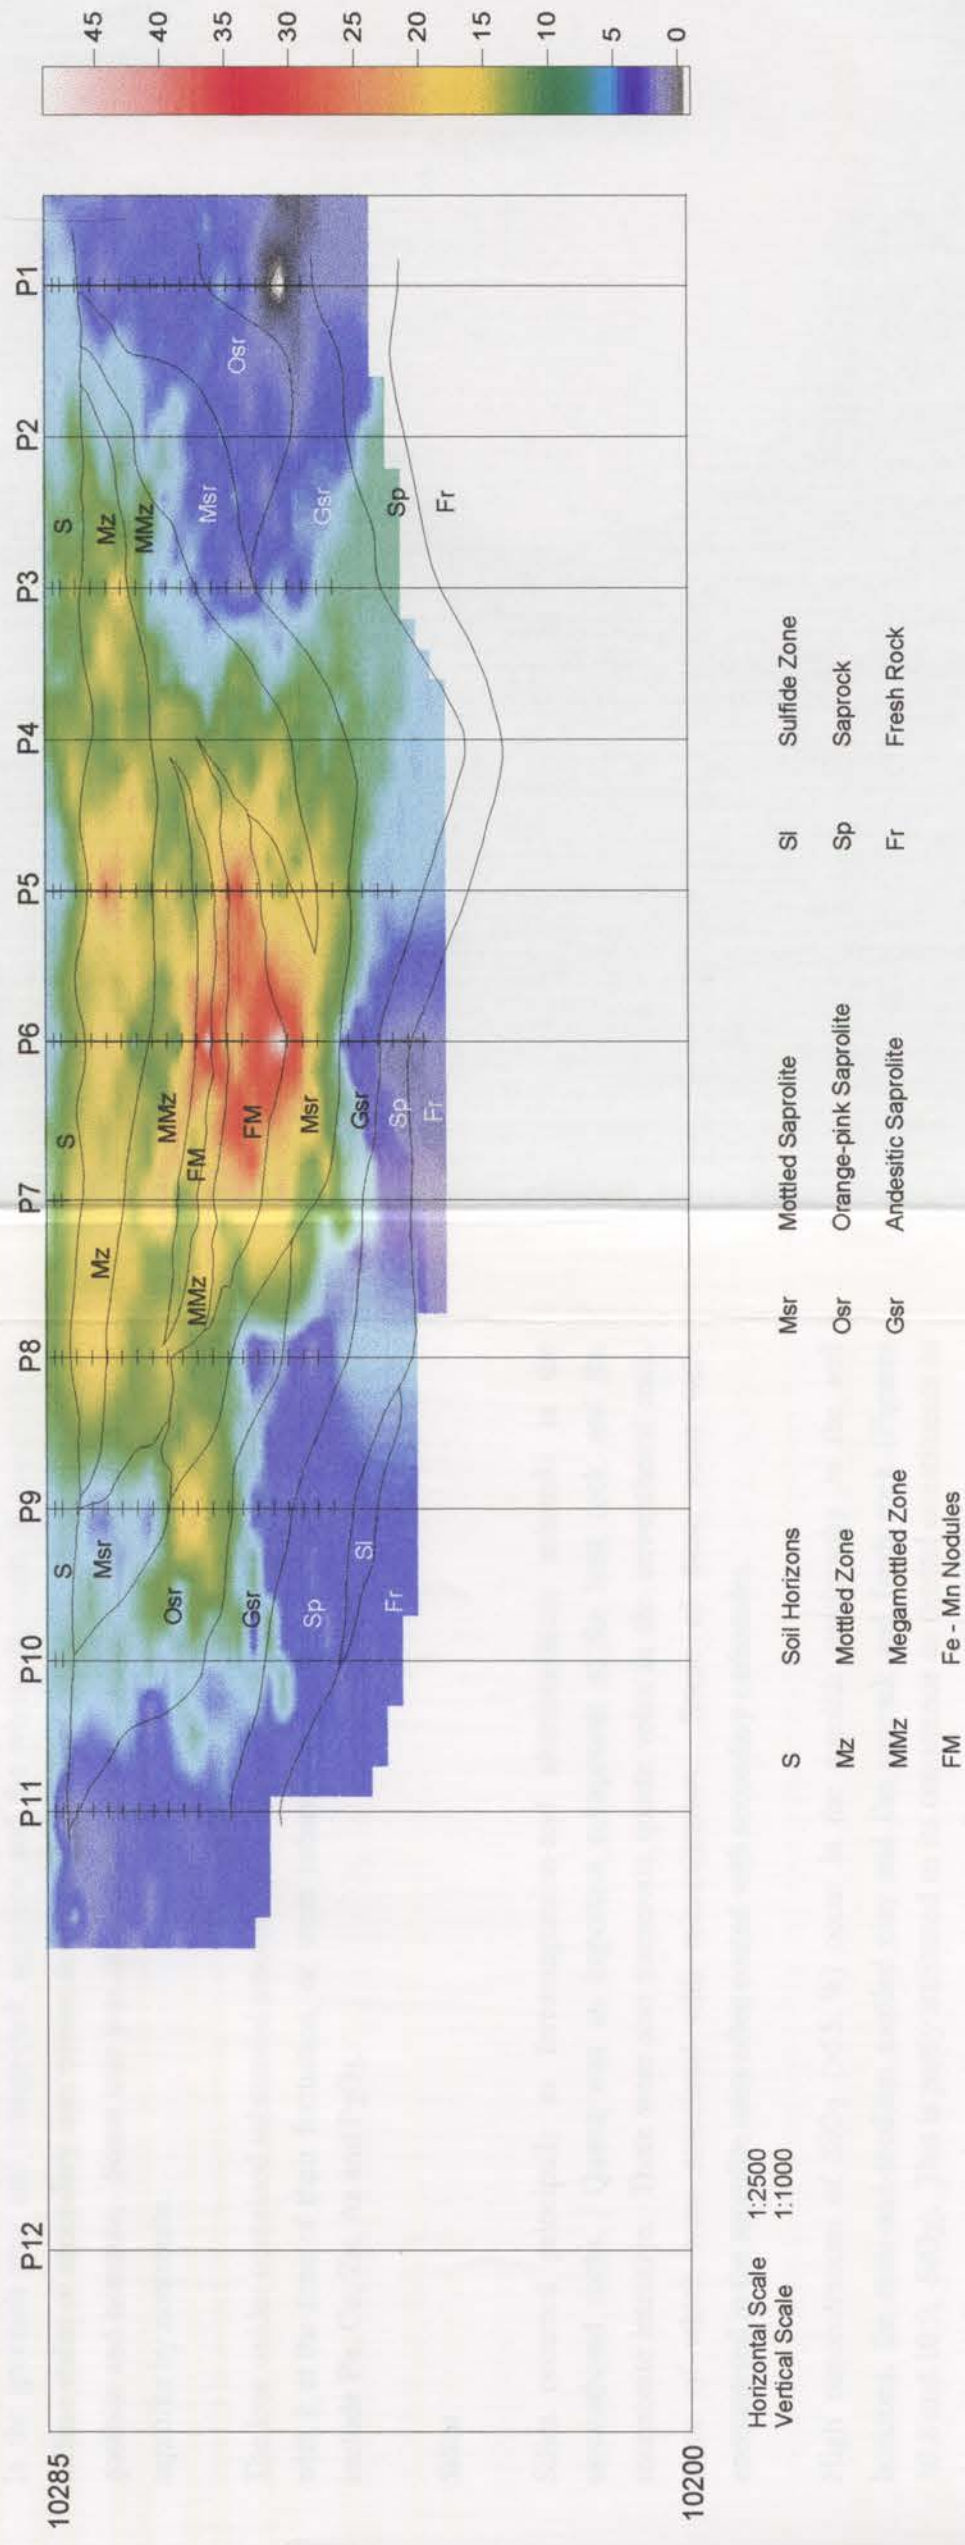 P12 P11 P10 P9 P8 P7 P6 P5 P4 P3 P2 P1
10285
S S S
Mz Mz
Msr MMz MMz
Osr FM Msr
MMz FM Osr
Gsr Msr Gsr
Sp Gsr
Sl Sp Sp
Fr Fr Fr
10200
45
40
35
30
25
20
15
10
5
0
Horizontal Scale 1:2500
Vertical Scale 1:1000
S Soil Horizons
Mz Mottled Zone
MMz Megamottled Zone
FM Fe - Mn Nodules
Msr Mottled Saprolite
Osr Orange-pink Saprolite
Gsr Andesitic Saprolite
Sl Sulfide Zone
Sp Saprock
Fr Fresh Rock